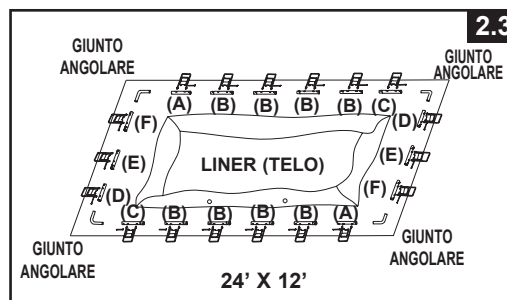 2.3
GIUNTO
ANGOLARE
GIUNTO
ANGOLARE
(A) (B) (B) (B) (B) (C)
(F) (D)
(E) (E)
LINER (TELO)
(D) (F)
(C) (B) (B) (B) (B) (A)
GIUNTO
ANGOLARE
GIUNTO
ANGOLARE
24' X 12'